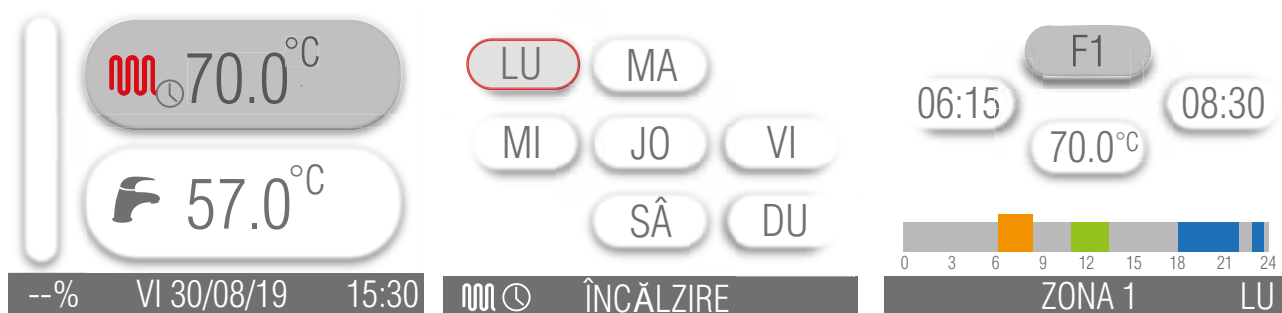 70.0°C
57.0°C
--% VI 30/08/19 15:30
LU MA
MI JO VI
SÂ DU
ÎNCĂLZIRE
F1
06:15 08:30
70.0°C
0 3 6 9 12 15 18 21 24
ZONA 1 LU